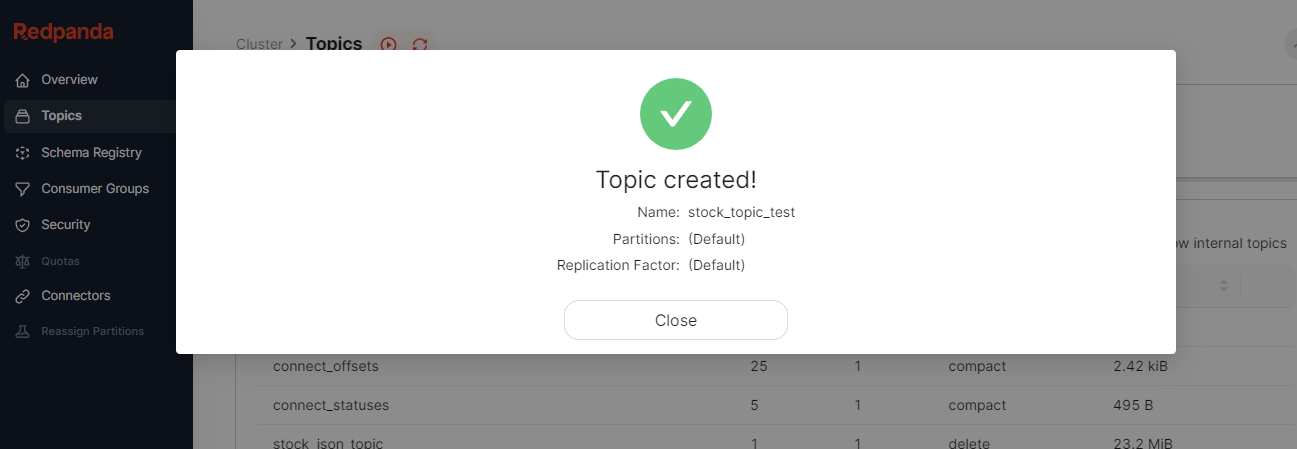 Redpanda
Cluster > Topics
Overview
Topics
Schema Registry
Consumer Groups
Security
Quotas
Connectors
Reassign Partitions
Topic created!
Name: stock_topic_test
Partitions: (Default)
Replication Factor: (Default)
Close
internal topics
connect_offsets 25 1 compact 2.42 kiB
connect_statuses 5 1 compact 495 B
stock_json_topic 1 1 delete 23.2 MiB